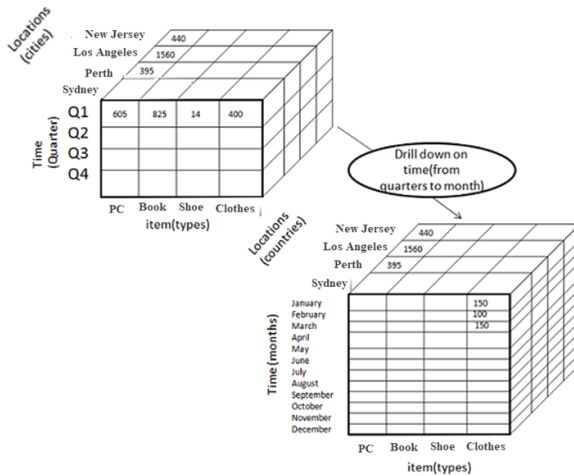 Locations
(cities)
New Jersey 440
Los Angeles 1560
Perth 395
Sydney
Time
(Quarter)
Q1 605 825 14 400
Q2
Q3
Q4
PC Book Shoe Clothes
item(types)
Drill down on
time(from
quarters to month)
Locations
(countries)
New Jersey 440
Los Angeles 1560
Perth 395
Sydney
Time (months)
January 150
February 100
March 150
April
May
June
July
August
September
October
November
December
PC Book Shoe Clothes
item(types)